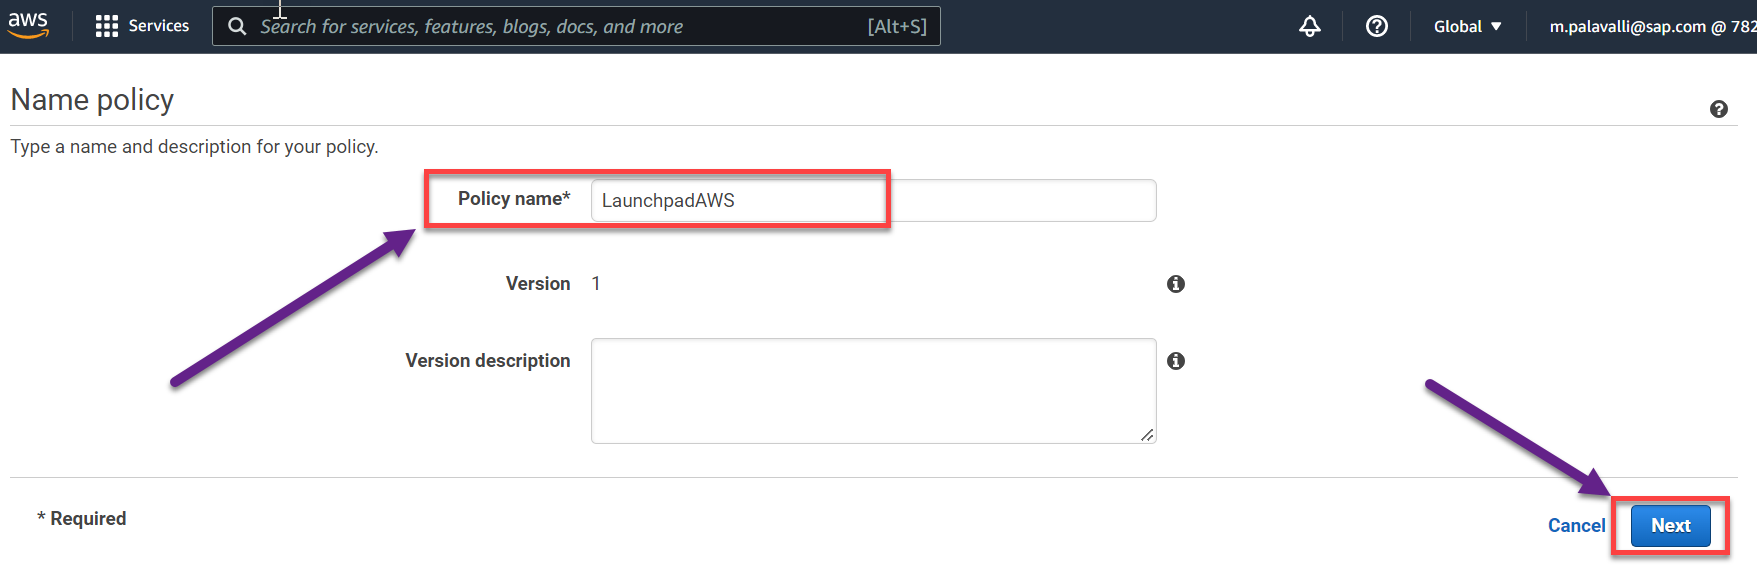 aws Services Search for services, features, blogs, docs, and more [Alt+S] Global ▼ m.palavalli@sap.com @ 782
Name policy
Type a name and description for your policy.
Policy name* LaunchpadAWS
Version 1
Version description
* Required
Cancel Next